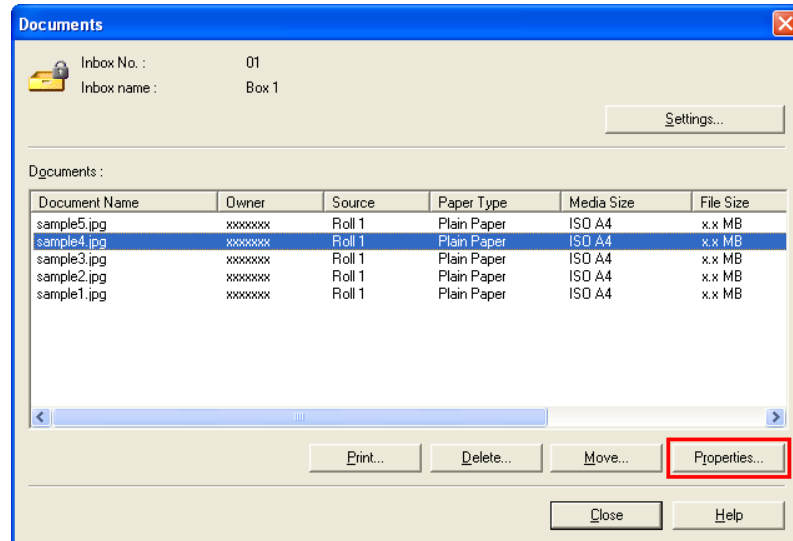 Documents
Inbox No. : 01
Inbox name : Box 1
Settings...
Documents :
Document Name Owner Source Paper Type Media Size File Size
sample5.jpg xxxxxxx Roll 1 Plain Paper ISO A4 x.x MB
sample4.jpg xxxxxxx Roll 1 Plain Paper ISO A4 x.x MB
sample3.jpg xxxxxxx Roll 1 Plain Paper ISO A4 x.x MB
sample2.jpg xxxxxxx Roll 1 Plain Paper ISO A4 x.x MB
sample1.jpg xxxxxxx Roll 1 Plain Paper ISO A4 x.x MB
Print... Delete... Move... Properties...
Close Help